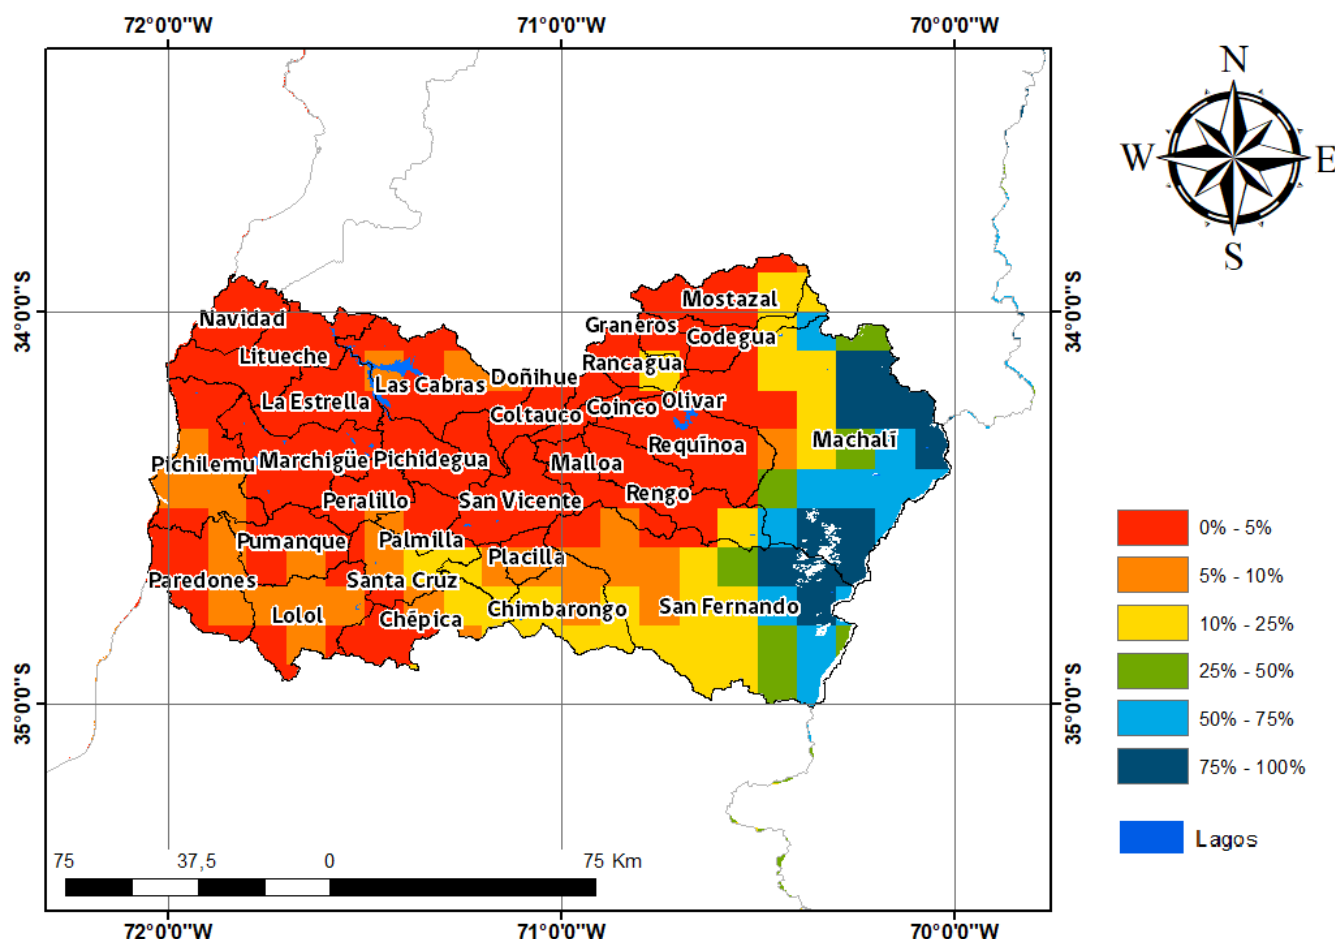 72°0'0"W
71°0'0"W
70°0'0"W
N
W
E
S
34°0'0"S
34°0'0"S
Mostazal
Navidad
Graneros
Codegua
Litueche
Rancagua
Las Cabras
Doñihue
La Estrella
Coltauco
Coinco
Olivar
Requínoa
Machalí
Pichilemu
Marchigüe
Pichidegua
Malloa
Peralillo
San Vicente
Rengo
Pumanque
Palmilla
Placilla
Paredones
Santa Cruz
Lolol
Chépica
Chimbarongo
San Fernando
0% - 5%
5% - 10%
10% - 25%
25% - 50%
50% - 75%
75% - 100%
Lagos
35°0'0"S
35°0'0"S
75
37,5
0
75 Km
72°0'0"W
71°0'0"W
70°0'0"W